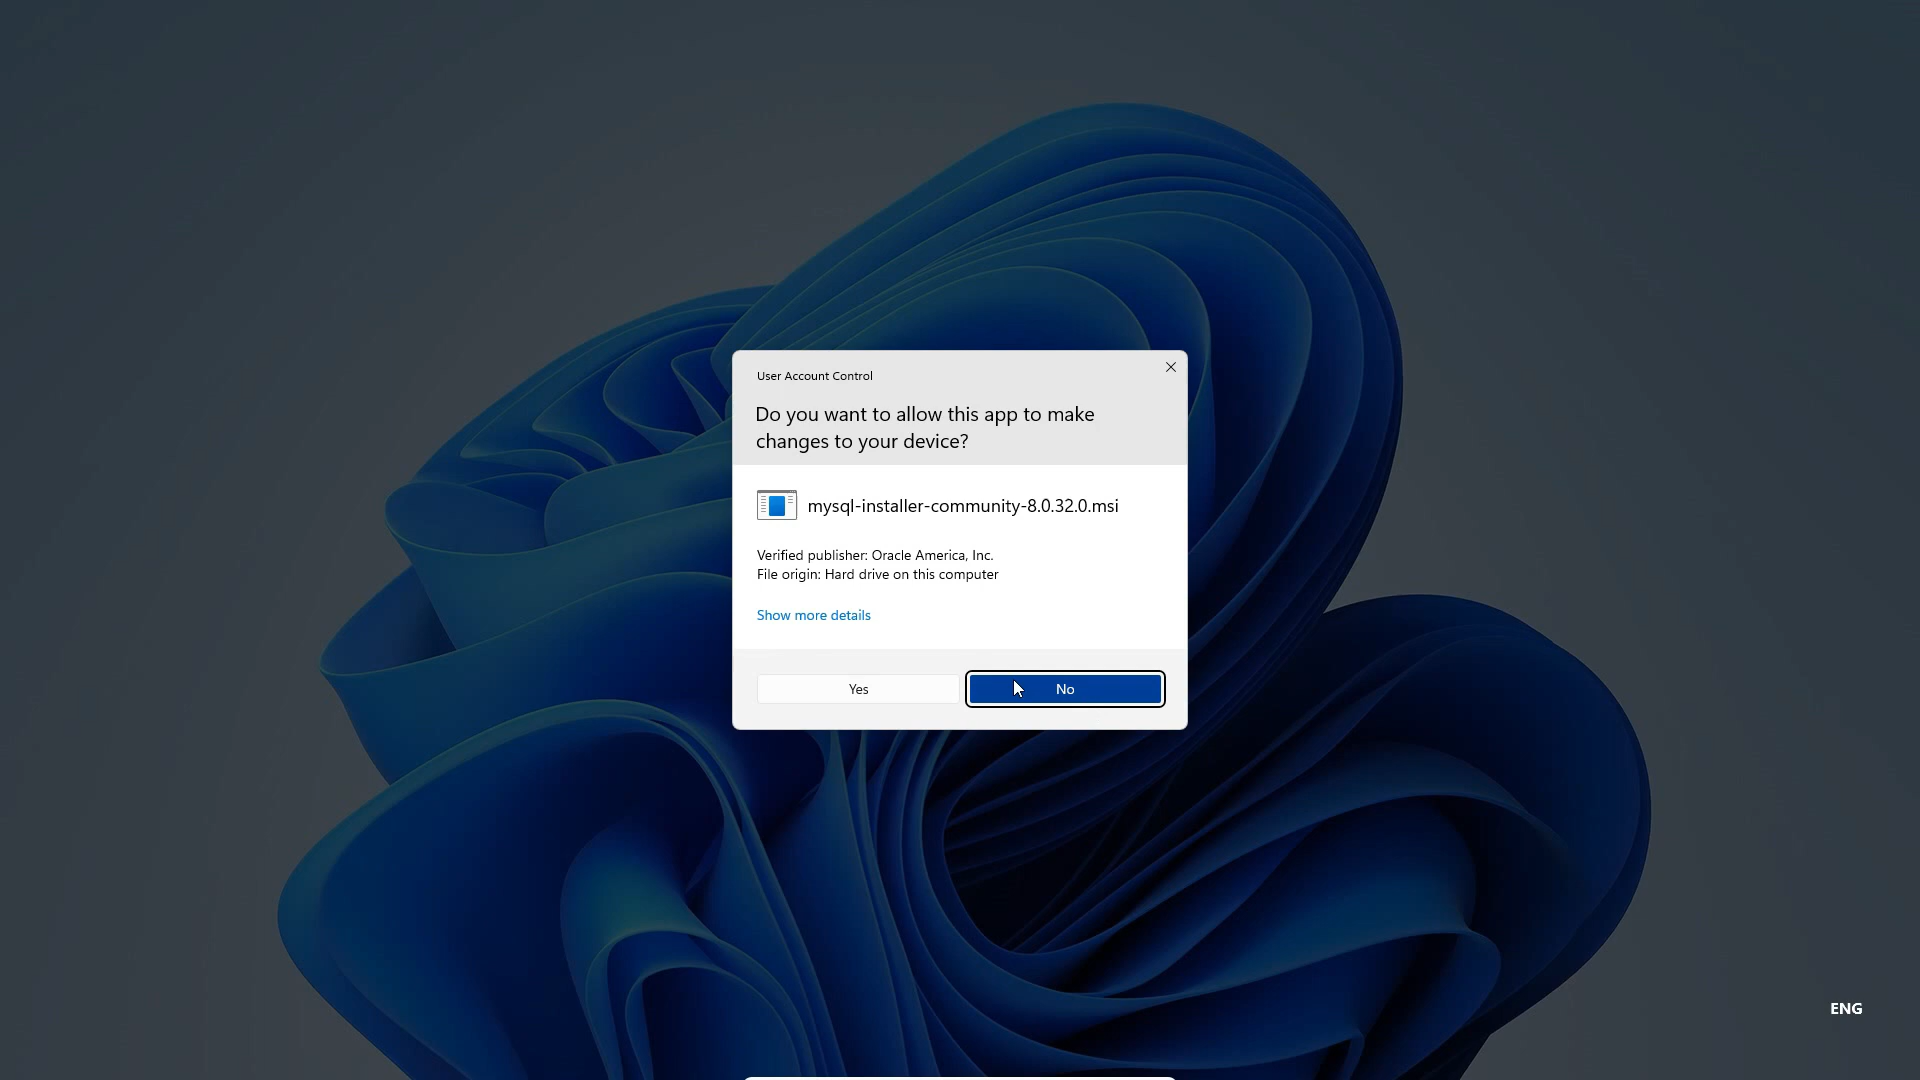 User Account Control
Do you want to allow this app to make
changes to your device?
mysql-installer-community-8.0.32.0.msi
Verified publisher: Oracle America, Inc.
File origin: Hard drive on this computer
Show more details
Yes
No
ENG